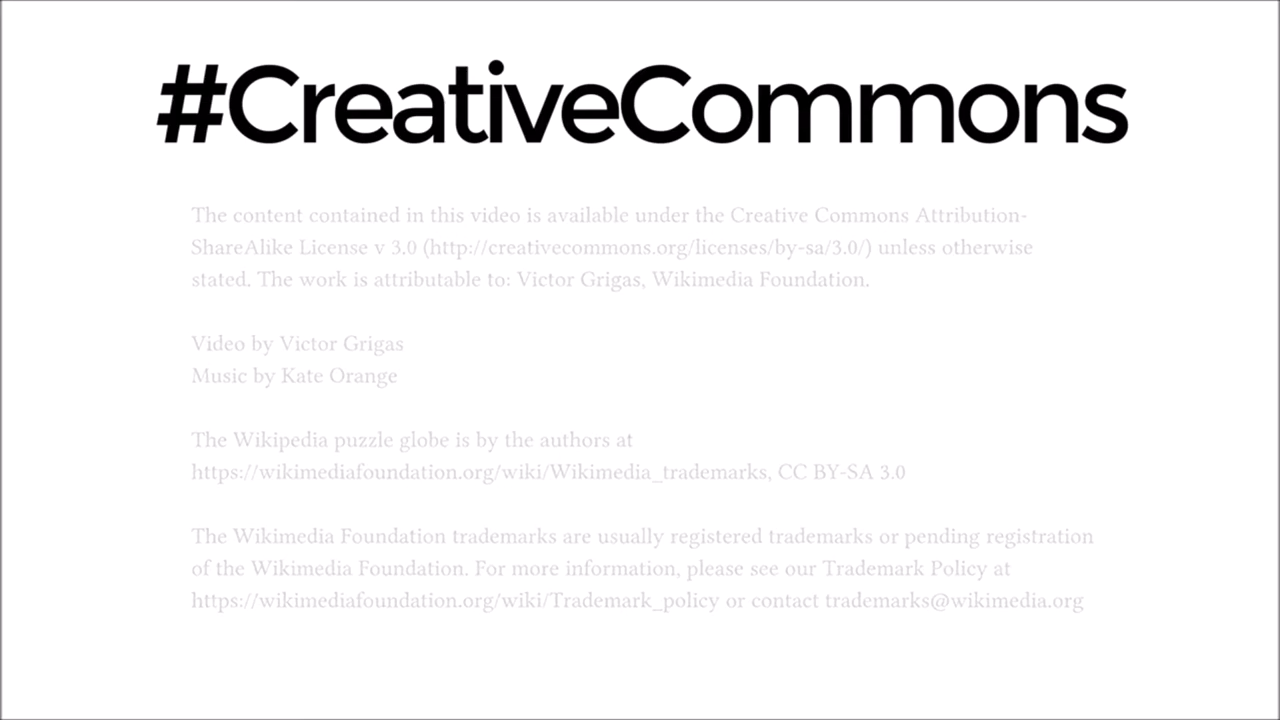 #CreativeCommons
The content contained in this video is available under the Creative Commons Attribution-
ShareAlike License v 3.0 (http://creativecommons.org/licenses/by-sa/3.0/) unless otherwise
stated. The work is attributable to: Victor Grigas, Wikimedia Foundation.
Video by Victor Grigas
Music by Kate Orange
The Wikipedia puzzle globe is by the authors at
https://wikimediafoundation.org/wiki/Wikimedia_trademarks, CC BY-SA 3.0
The Wikimedia Foundation trademarks are usually registered trademarks or pending registration
of the Wikimedia Foundation. For more information, please see our Trademark Policy at
https://wikimediafoundation.org/wiki/Trademark_policy or contact trademarks@wikimedia.org